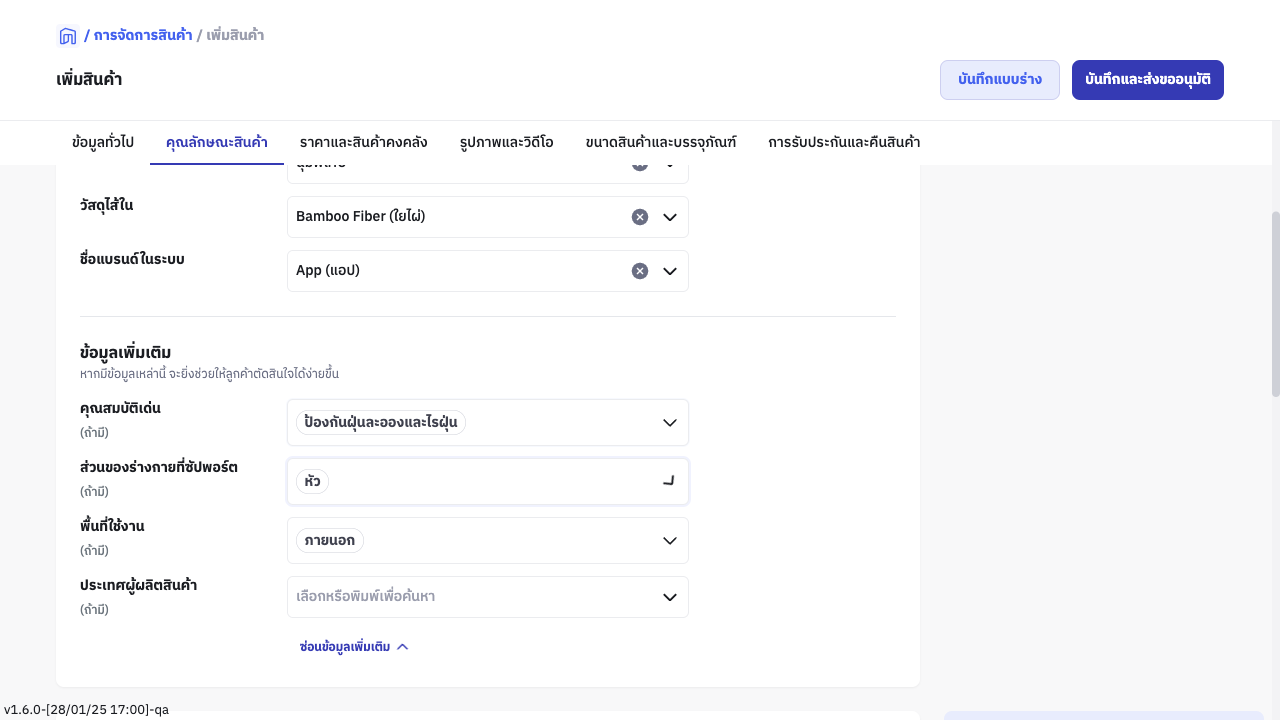 / การจัดการสินค้า / เพิ่มสินค้า
เพิ่มสินค้า
บันทึกแบบร่าง
บันทึกและส่งขออนุมัติ
ข้อมูลทั่วไป คุณลักษณะสินค้า ราคาและสินค้าคงคลัง รูปภาพและวิดีโอ ขนาดสินค้าและบรรจุภัณฑ์ การรับประกันและคืนสินค้า
วัสดุไส้ใน
Bamboo Fiber (ใยไผ่)
ชื่อแบรนด์ในระบบ
App (แอป)
ข้อมูลเพิ่มเติม
หากมีข้อมูลเหล่านี้ จะยิ่งช่วยให้ลูกค้าตัดสินใจได้ง่ายขึ้น
คุณสมบัติเด่น
(ถ้ามี)
ป้องกันฝุ่นละอองและไรฝุ่น
ส่วนของร่างกายที่ซัปพอร์ต
(ถ้ามี)
หัว
พื้นที่ใช้งาน
(ถ้ามี)
ภายนอก
ประเทศผู้ผลิตสินค้า
(ถ้ามี)
เลือกหรือพิมพ์เพื่อค้นหา
ซ่อนข้อมูลเพิ่มเติม
v1.6.0-[28/01/25 17:00]-qa